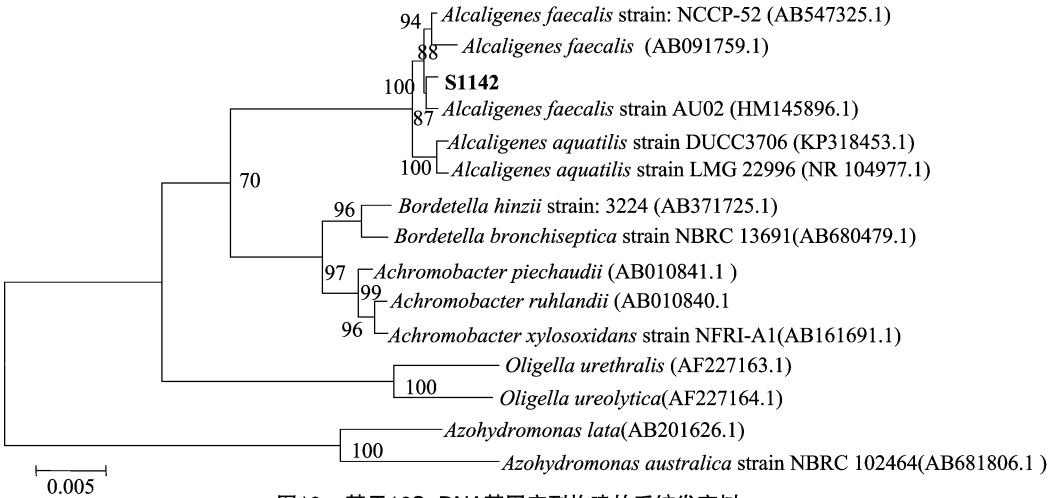 94
Alcaligenes faecalis strain: NCCP-52 (AB547325.1)
88
Alcaligenes faecalis (AB091759.1)
100
S1142
87
Alcaligenes faecalis strain AU02 (HM145896.1)
Alcaligenes aquatilis strain DUCC3706 (KP318453.1)
100
Alcaligenes aquatilis strain LMG 22996 (NR 104977.1)
70
96
Bordetella hinzii strain: 3224 (AB371725.1)
Bordetella bronchiseptica strain NBRC 13691(AB680479.1)
97
Achromobacter piechaudii (AB010841.1 )
99
Achromobacter ruhlandii (AB010840.1
96
Achromobacter xylosoxidans strain NFRI-A1(AB161691.1)
Oligella urethralis (AF227163.1)
100
Oligella ureolytica(AF227164.1)
Azohydromonas lata(AB201626.1)
100
Azohydromonas australica strain NBRC 102464(AB681806.1 )
0.005